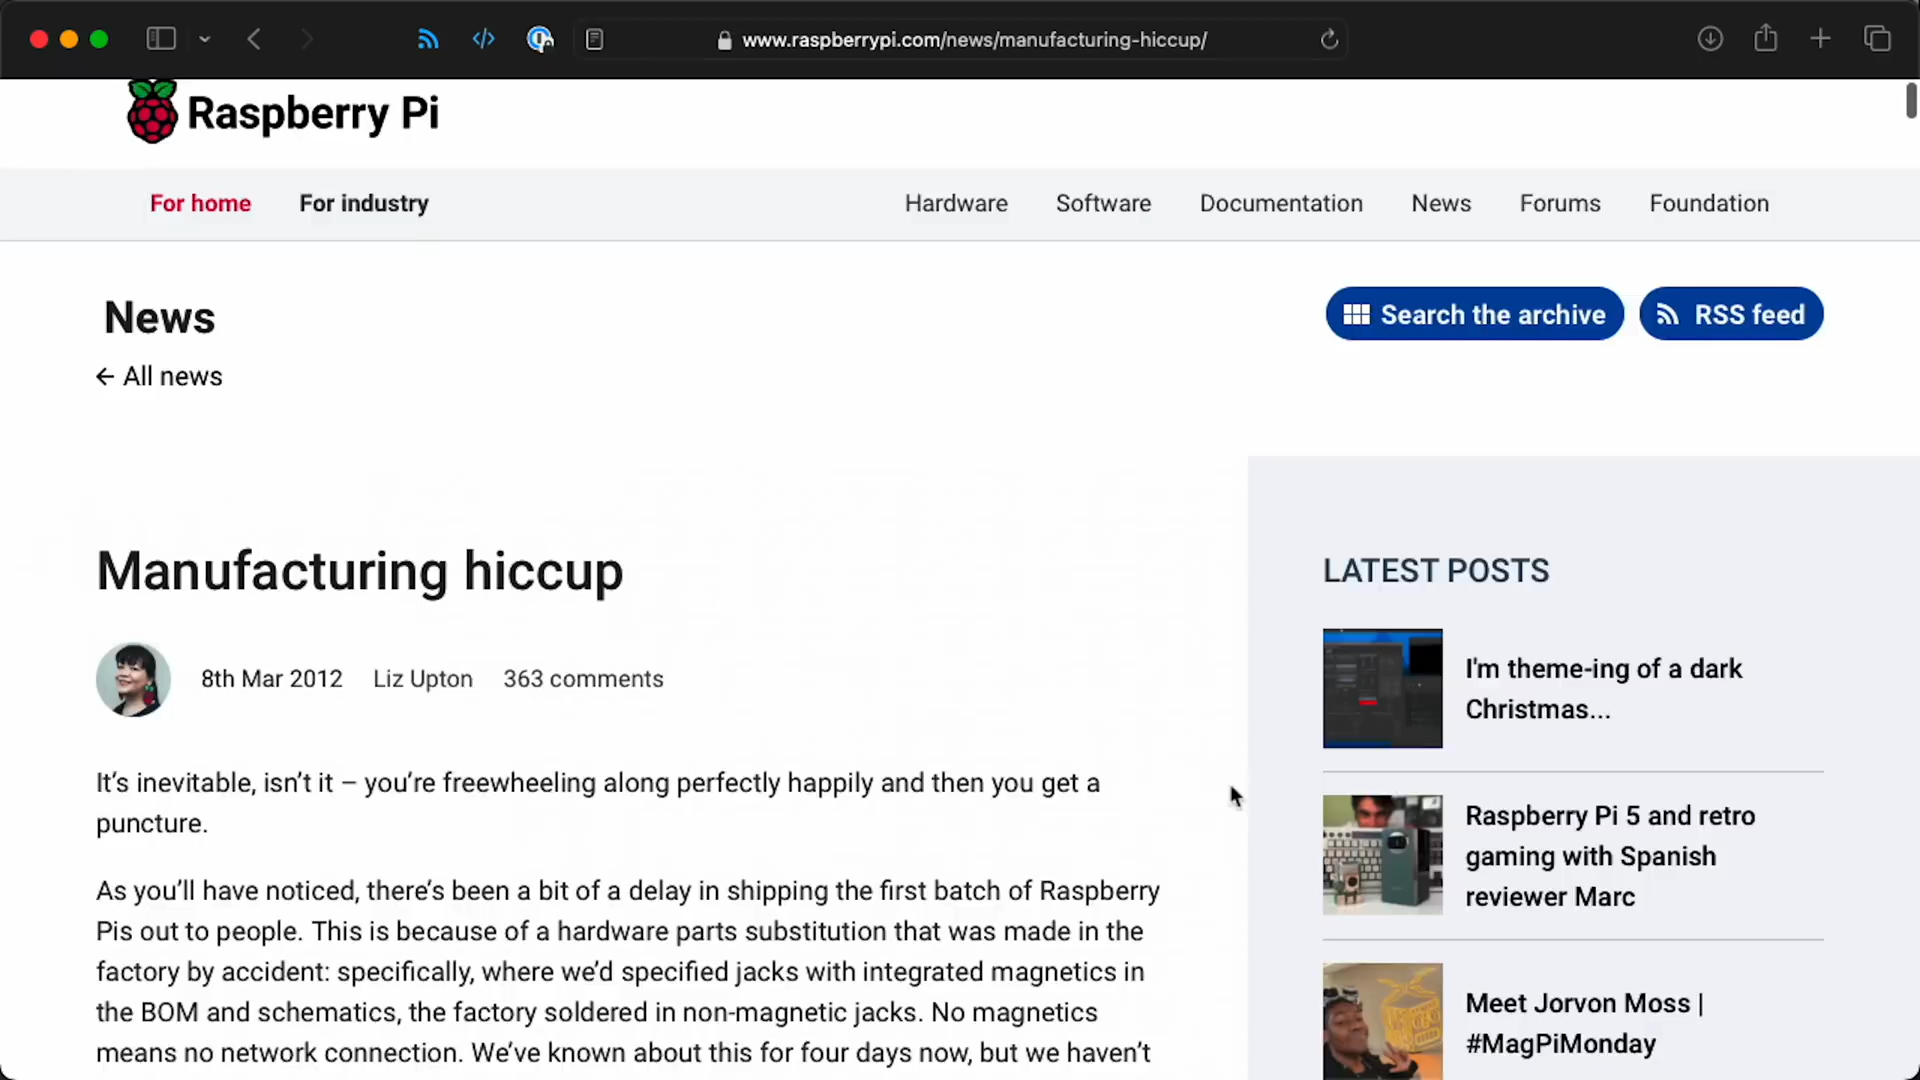 www.raspberrypi.com/news/manufacturing-hiccup/
Raspberry Pi
For home
For industry
Hardware
Software
Documentation
News
Forums
Foundation
News
Search the archive
RSS feed
← All news
Manufacturing hiccup
8th Mar 2012
Liz Upton
363 comments
It’s inevitable, isn’t it – you’re freewheeling along perfectly happily and then you get a
puncture.
As you’ll have noticed, there’s been a bit of a delay in shipping the first batch of Raspberry
Pis out to people. This is because of a hardware parts substitution that was made in the
factory by accident: specifically, where we’d specified jacks with integrated magnetics in
the BOM and schematics, the factory soldered in non-magnetic jacks. No magnetics
means no network connection. We’ve known about this for four days now, but we haven’t
LATEST POSTS
I'm theme-ing of a dark
Christmas...
Raspberry Pi 5 and retro
gaming with Spanish
reviewer Marc
Meet Jorvon Moss |
#MagPiMonday